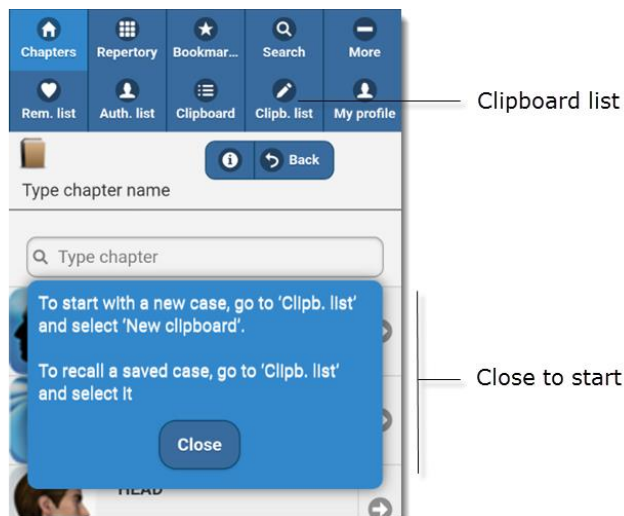 Chapters Repertory Bookmar... Search More
Rem. list Auth. list Clipboard Clipb. list My profile
Clipboard list
Back
Type chapter name
Type chapter
To start with a new case, go to 'Clipb. list'
and select 'New clipboard'.
To recall a saved case, go to 'Clipb. list'
and select it
Close
Close to start
HEAD